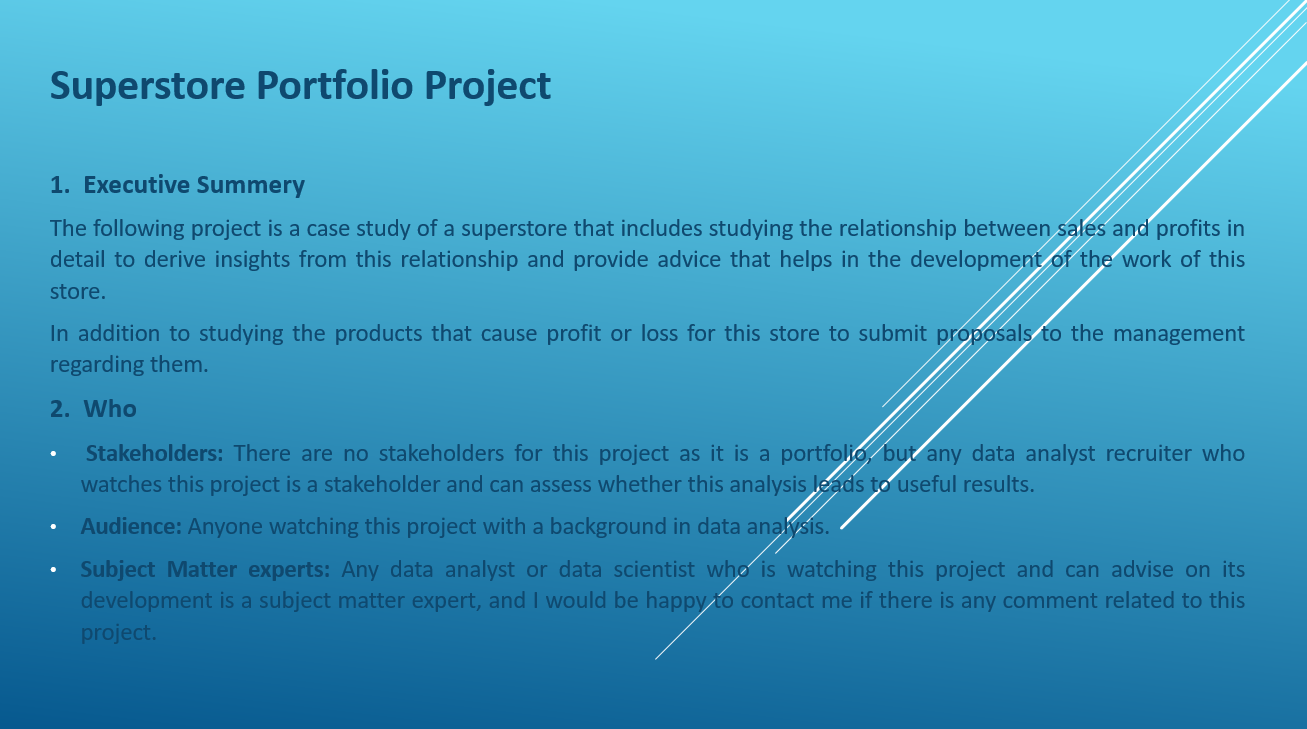 Superstore Portfolio Project
1. Executive Summery
The following project is a case study of a superstore that includes studying the relationship between sales and profits in
detail to derive insights from this relationship and provide advice that helps in the development of the work of this
store.
In addition to studying the products that cause profit or loss for this store to submit proposals to the management
regarding them.
2. Who
• Stakeholders: There are no stakeholders for this project as it is a portfolio, but any data analyst recruiter who
watches this project is a stakeholder and can assess whether this analysis leads to useful results.
• Audience: Anyone watching this project with a background in data analysis.
• Subject Matter experts: Any data analyst or data scientist who is watching this project and can advise on its
development is a subject matter expert, and I would be happy to contact me if there is any comment related to this
project.